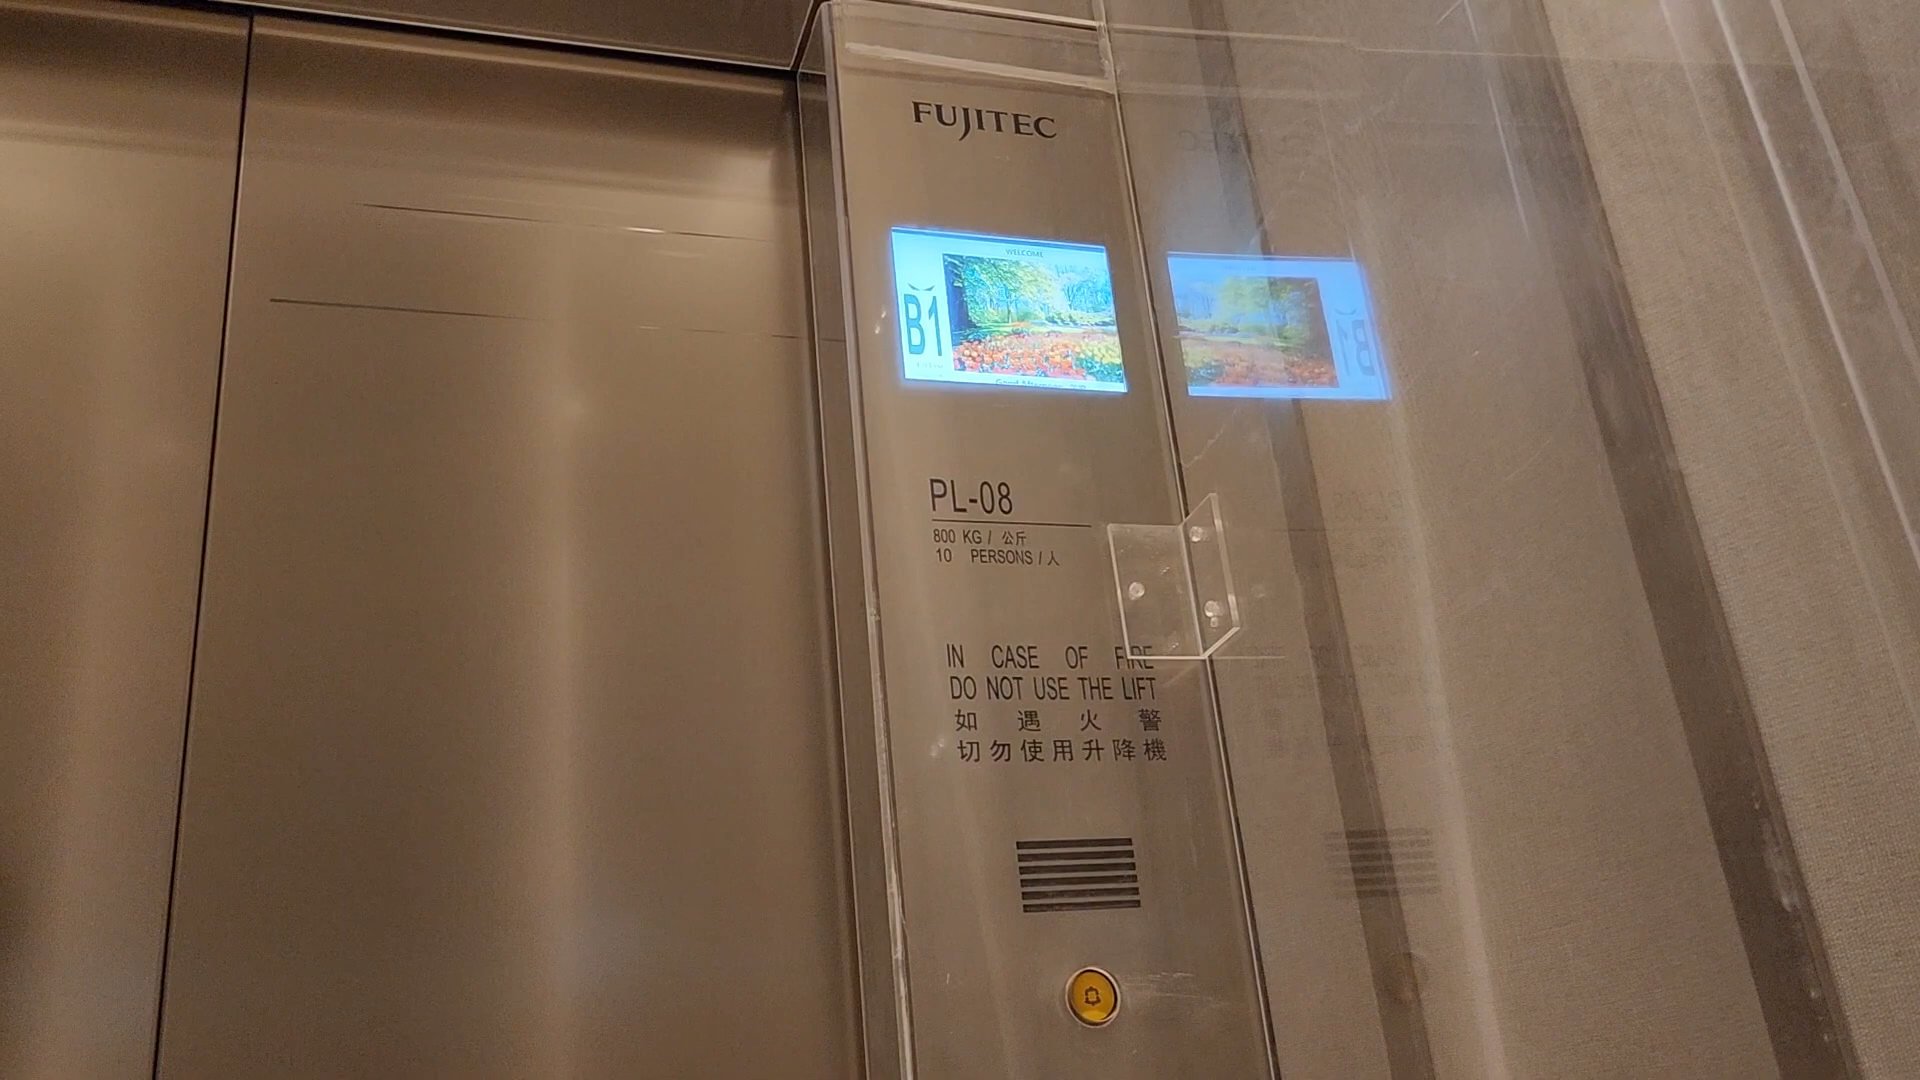 FUJITEC
WELCOME
B1
PL-08
800 KG / 公斤
10 PERSONS / 人
IN CASE OF FIRE
DO NOT USE THE LIFT
如遇火警
切勿使用升降機